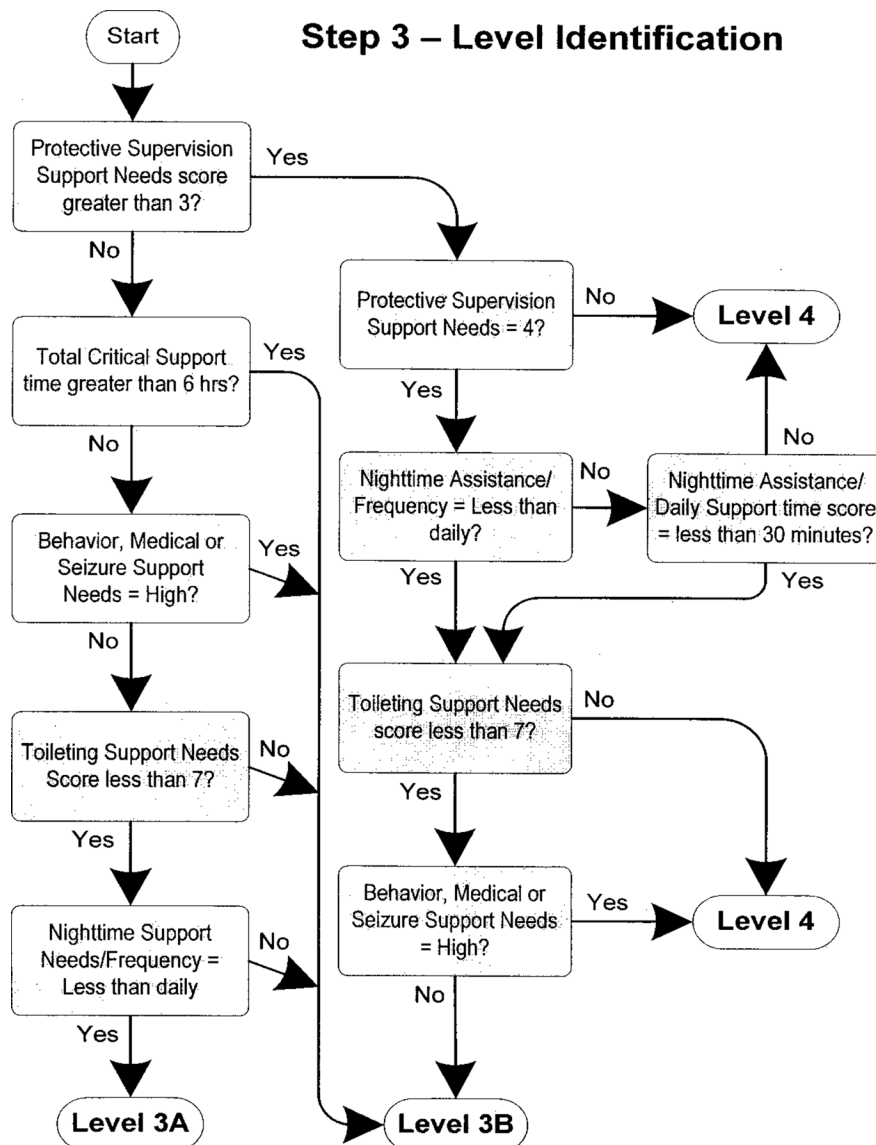 Start
Step 3 – Level Identification
Protective Supervision
Support Needs score
greater than 3?
Yes
No
Protective Supervision
Support Needs = 4?
No
Level 4
Yes
Total Critical Support
time greater than 6 hrs?
Yes
No
Nighttime Assistance/
Frequency = Less than
daily?
No
Yes
Nighttime Assistance/
Daily Support time score
= less than 30 minutes?
No
Yes
Behavior, Medical or
Seizure Support
Needs = High?
Yes
No
Toileting Support Needs
score less than 7?
No
Yes
Toileting Support Needs
Score less than 7?
No
Yes
Behavior, Medical or
Seizure Support Needs
= High?
Yes
Level 4
No
Nighttime Support
Needs/Frequency =
Less than daily
No
Yes
Level 3A
Level 3B